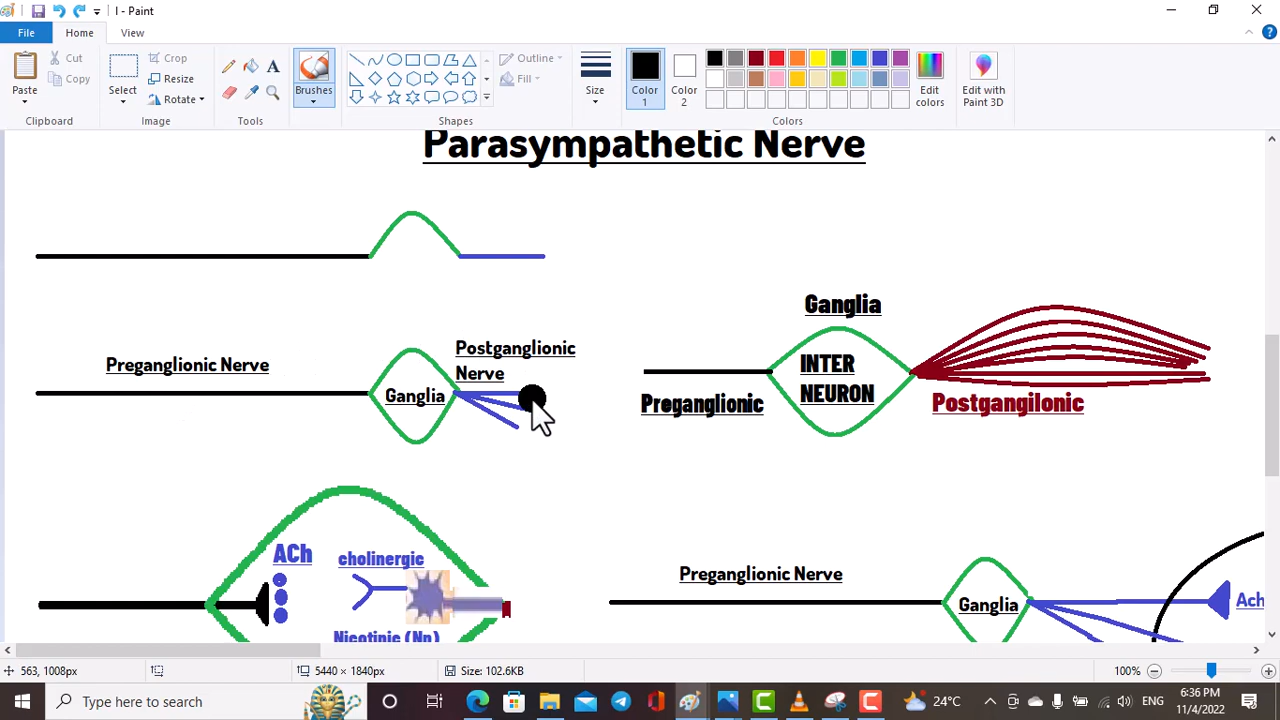 I - Paint
File
Home
View
Paste
Cut
Copy
Clipboard
Select
Crop
Resize
Rotate
Image
A
Tools
Brushes
Outline
Fill
Shapes
Size
Color 1
Color 2
Edit colors
Edit with Paint 3D
Colors
Parasympathetic Nerve
Ganglia
Preganglionic Nerve
Postganglionic
Nerve
Ganglia
INTER
NEURON
Preganglionic
Postgangilonic
ACh
cholinergic
Nicotinic (Nn)
Preganglionic Nerve
Ganglia
Ach
563, 1008px
5440 × 1840px
Size: 102.6KB
100%
Type here to search
24°C
ENG
6:36 PM
11/4/2022